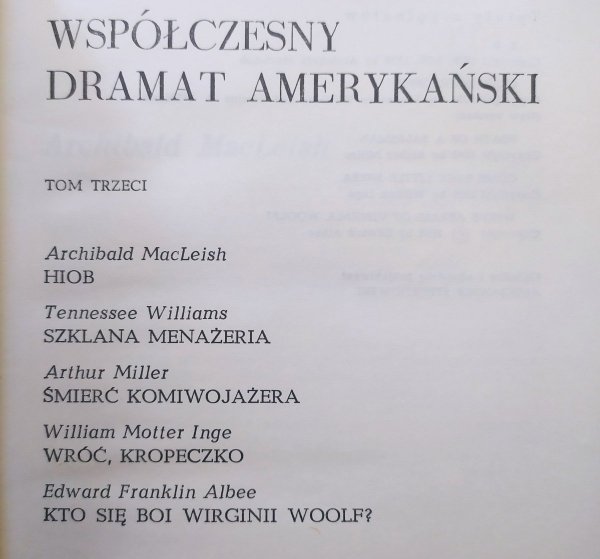 WSPÓŁCZESNY
DRAMAT AMERYKAŃSKI
TOM TRZECI
Archibald MacLeish
HIOB
Tennessee Williams
SZKLANA MENAŻERIA
Arthur Miller
ŚMIERĆ KOMIWOJAŻERA
William Motter Inge
WRÓĆ, KROPECZKO
Edward Franklin Albee
KTO SIĘ BOI WIRGINII WOOLF?